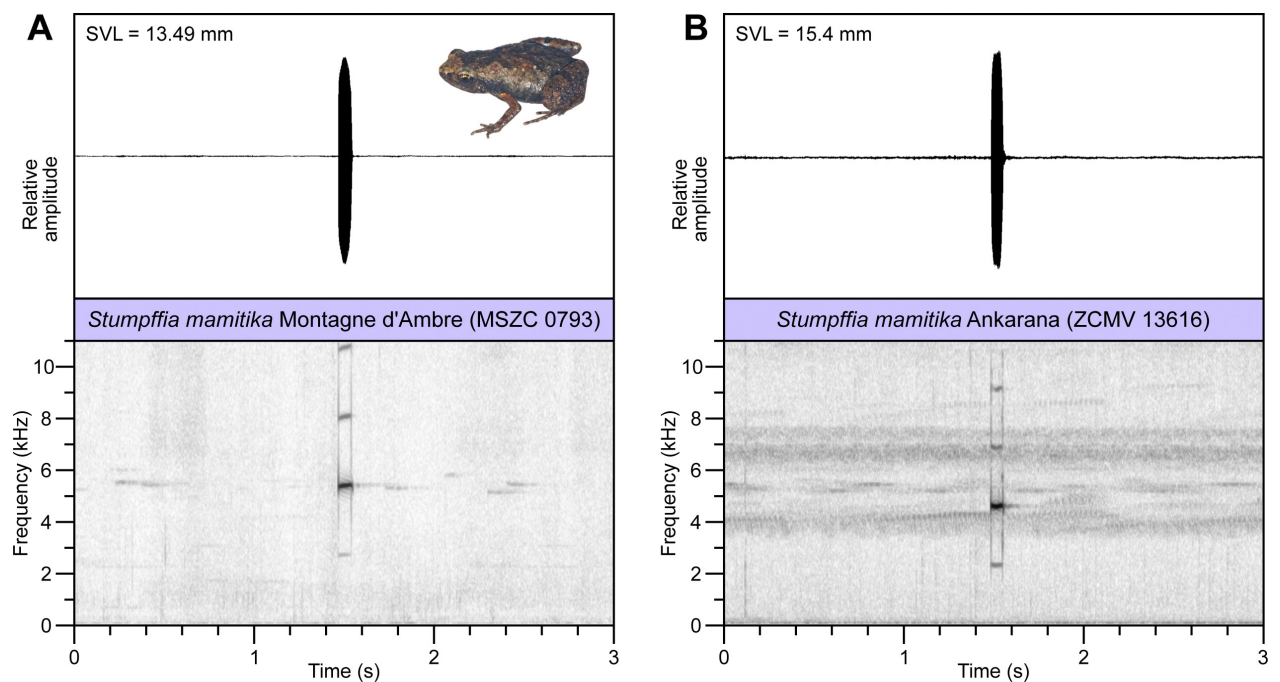 A
SVL = 13.49 mm
Relative
amplitude
Stumpffia mamitika Montagne d'Ambre (MSZC 0793)
Frequency (kHz)
10
8
6
4
2
0
0
1
2
3
Time (s)
B
SVL = 15.4 mm
Relative
amplitude
Stumpffia mamitika Ankarana (ZCMV 13616)
Frequency (kHz)
10
8
6
4
2
0
0
1
2
3
Time (s)